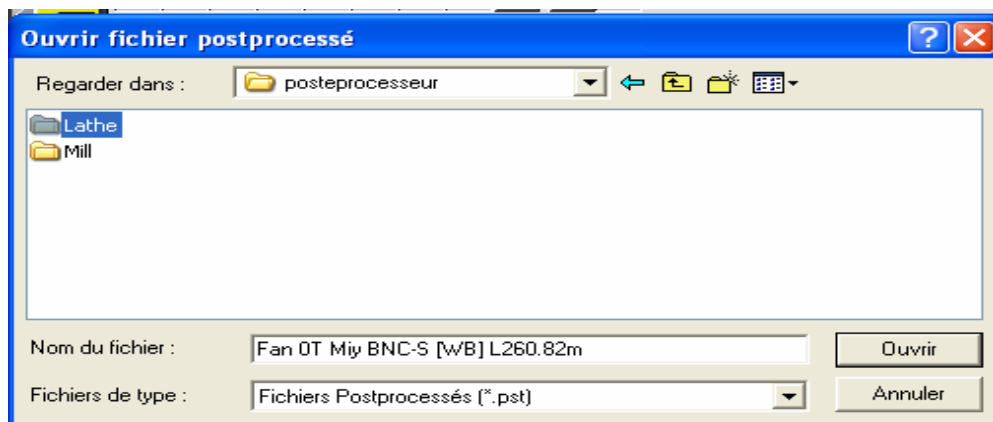 Ouvrir fichier postprocessé
Regarder dans :
posteprocesseur
Lathe
Mill
Nom du fichier :
Fan 0T Miy BNC-S [WB] L260.82m
Ouvrir
Fichiers de type :
Fichiers Postprocessés (*.pst)
Annuler